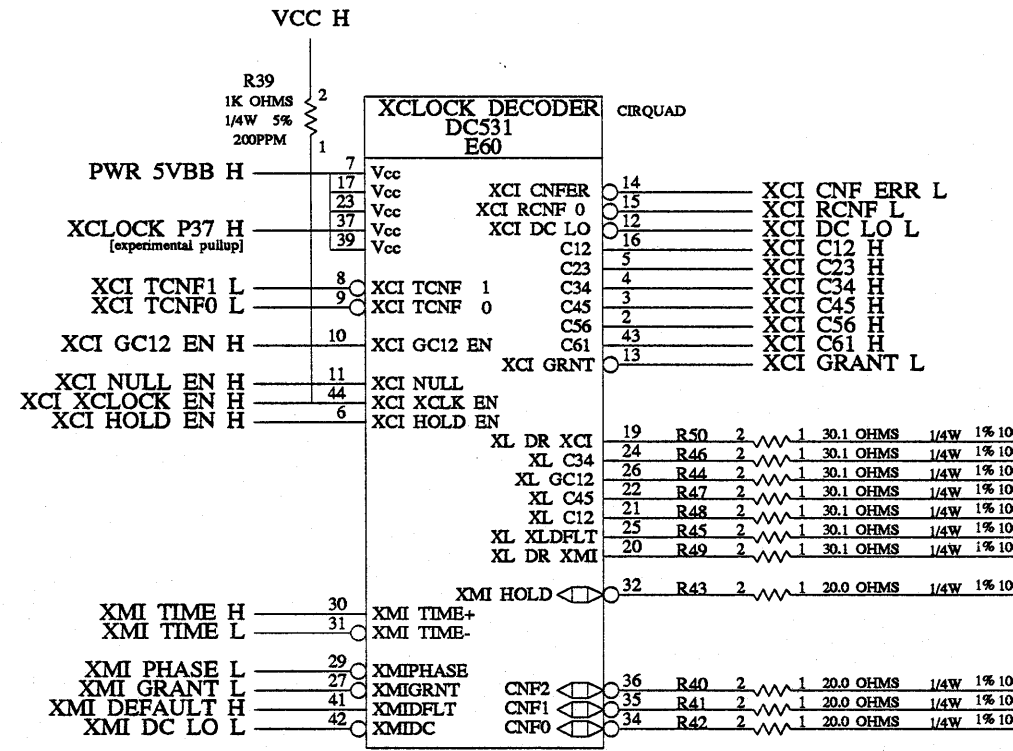 VCC H
R39
1K OHMS 2
1/4W 5%
200PPM
1
XCLOCK DECODER CIRQUAD
DC531
E60
PWR 5VBB H 7 Vcc
17 Vcc
23 Vcc
XCLOCK P37 H 37 Vcc
[experimental pullup] 39 Vcc
XCI TCNF1 L 8 XCI TCNF 1
XCI TCNF0 L 9 XCI TCNF 0
XCI GC12 EN H 10 XCI GC12 EN
XCI NULL EN H 11 XCI NULL
XCI XCLOCK EN H 44 XCI XCLK EN
XCI HOLD EN H 6 XCI HOLD EN
XMI TIME H 30 XMI TIME+
XMI TIME L 31 XMI TIME-
XMI PHASE L 29 XMIPHASE
XMI GRANT L 27 XMIGRNT
XMI DEFAULT H 41 XMIDFLT
XMI DC LO L 42 XMIDC
XCI CNFER 14 XCI CNF ERR L
XCI RCNF 0 15 XCI RCNF L
XCI DC LO 12 XCI DC LO L
C12 16 XCI C12 H
C23 5 XCI C23 H
C34 4 XCI C34 H
C45 3 XCI C45 H
C56 2 XCI C56 H
C61 43 XCI C61 H
XCI GRNT 13 XCI GRANT L
XL DR XCI 19 R50 2 1 30.1 OHMS 1/4W 1% 10
XL C34 24 R46 2 1 30.1 OHMS 1/4W 1% 10
XL GC12 26 R44 2 1 30.1 OHMS 1/4W 1% 10
XL C45 22 R47 2 1 30.1 OHMS 1/4W 1% 10
XL C12 21 R48 2 1 30.1 OHMS 1/4W 1% 10
XL XLDFLT 25 R45 2 1 30.1 OHMS 1/4W 1% 10
XL DR XMI 20 R49 2 1 30.1 OHMS 1/4W 1% 10
XMI HOLD 32 R43 2 1 20.0 OHMS 1/4W 1% 10
CNF2 36 R40 2 1 20.0 OHMS 1/4W 1% 10
CNF1 35 R41 2 1 20.0 OHMS 1/4W 1% 10
CNF0 34 R42 2 1 20.0 OHMS 1/4W 1% 10